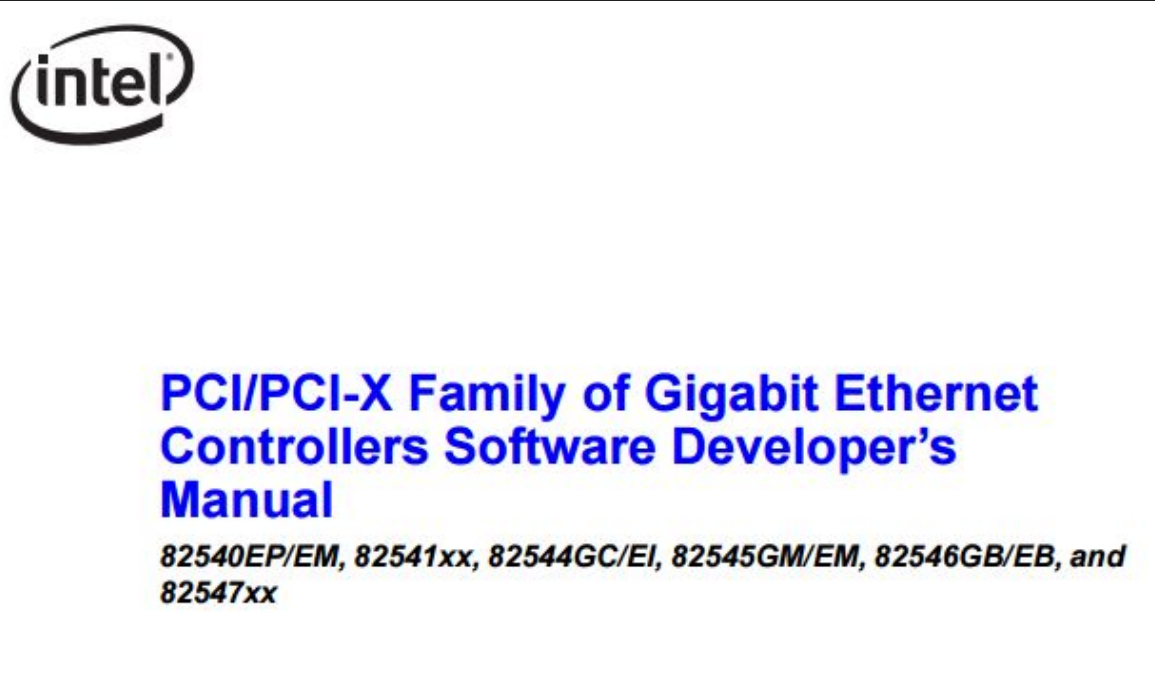 intel®
PCI/PCI-X Family of Gigabit Ethernet
Controllers Software Developer’s
Manual
82540EP/EM, 82541xx, 82544GC/EI, 82545GM/EM, 82546GB/EB, and
82547xx